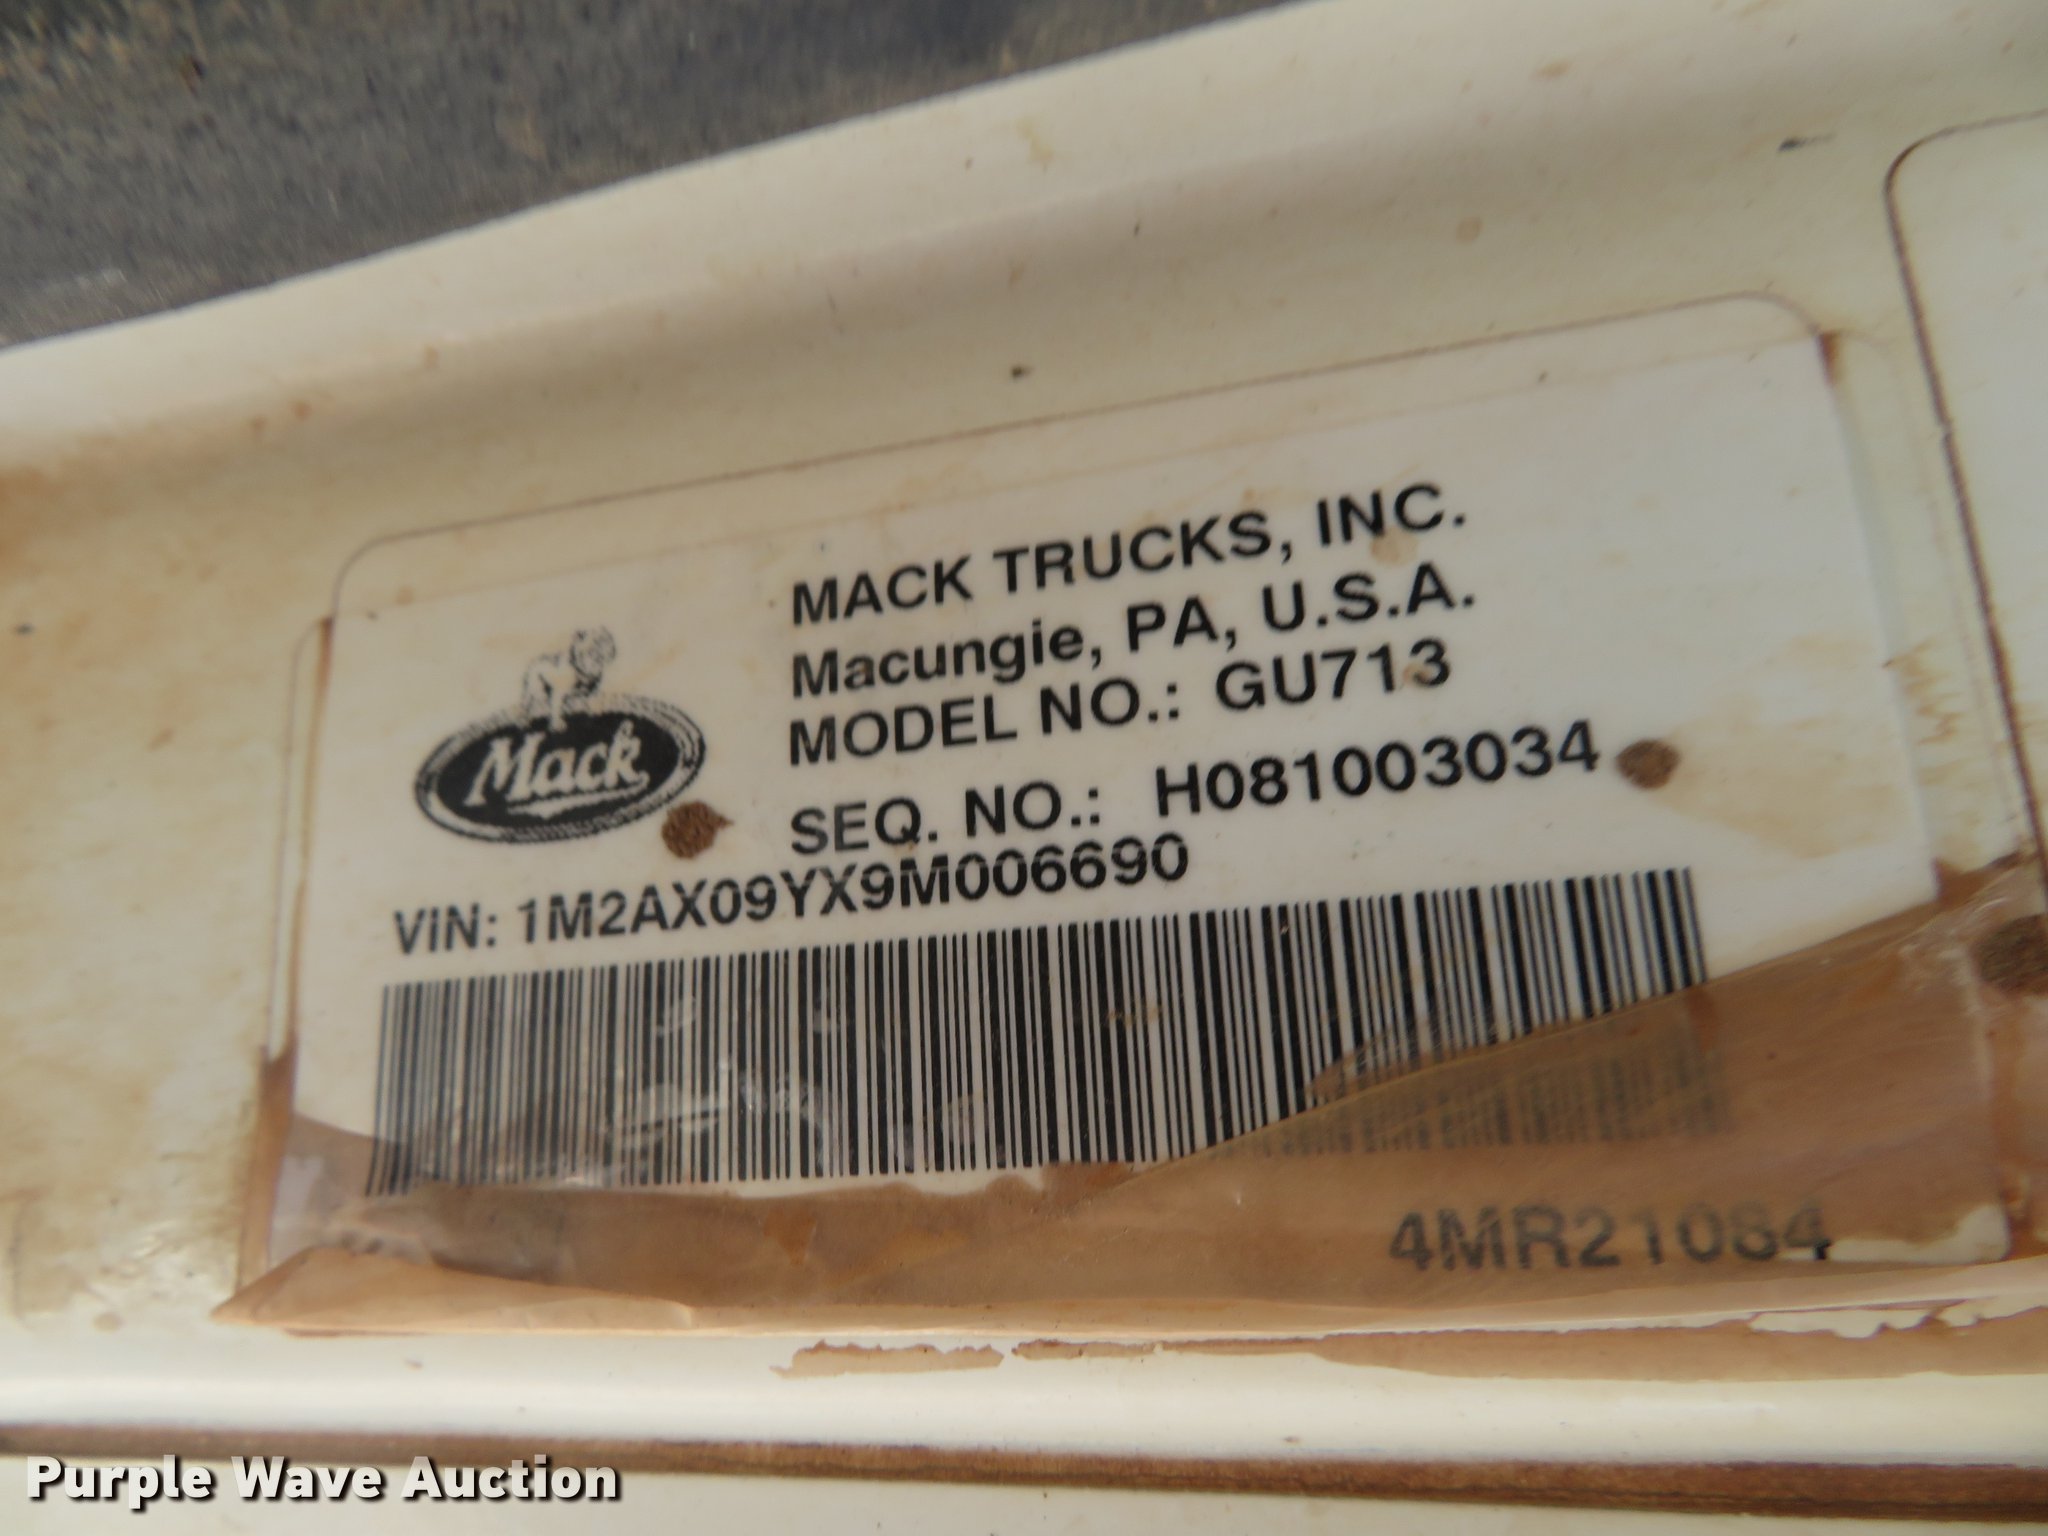 MACK TRUCKS, INC.
Macungie, PA, U.S.A.
MODEL NO.: GU713
Mack
SEQ. NO.: H081003034
VIN: 1M2AX09YX9M006690
4MR21084
Purple Wave Auction